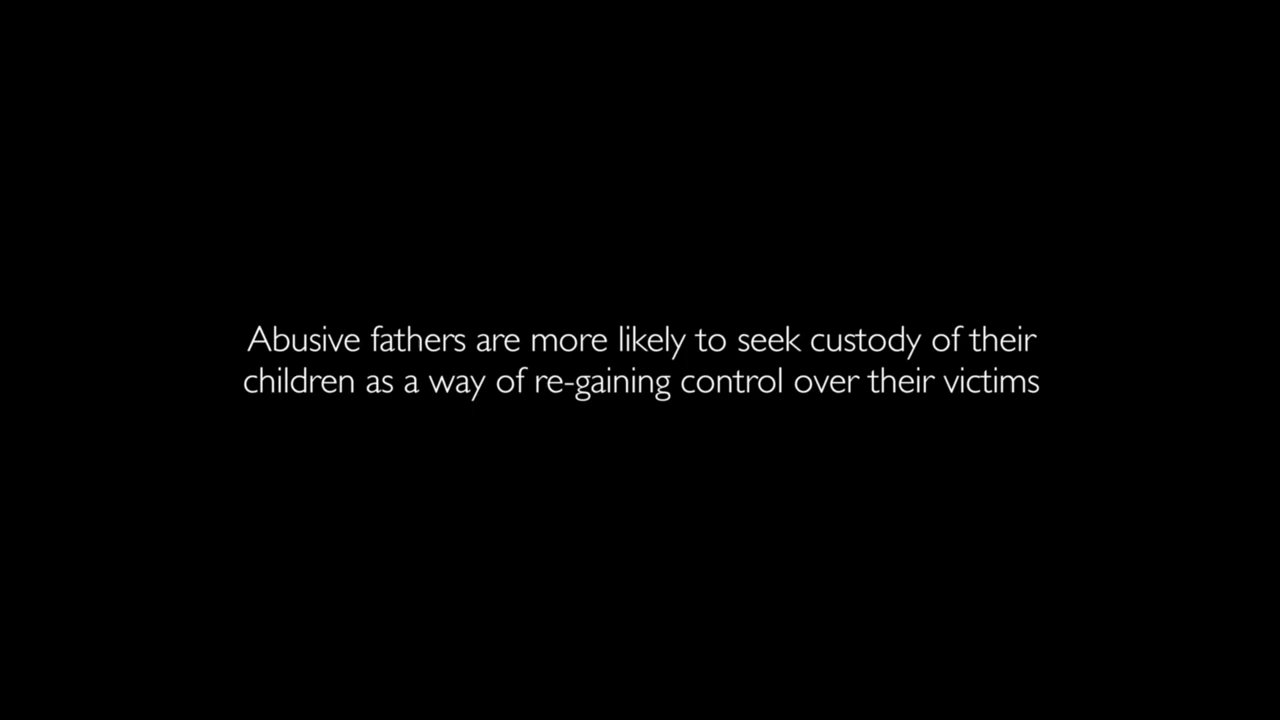 Abusive fathers are more likely to seek custody of their
children as a way of re-gaining control over their victims